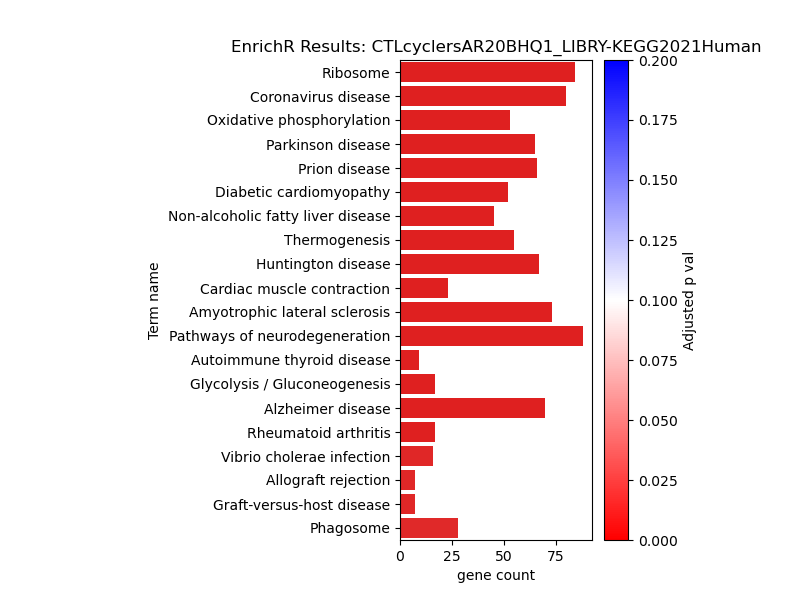 EnrichR Results: CTLcyclersAR20BHQ1_LIBRY-KEGG2021Human
Ribosome
Coronavirus disease
Oxidative phosphorylation
Parkinson disease
Prion disease
Diabetic cardiomyopathy
Non-alcoholic fatty liver disease
Thermogenesis
Huntington disease
Cardiac muscle contraction
Amyotrophic lateral sclerosis
Pathways of neurodegeneration
Autoimmune thyroid disease
Glycolysis / Gluconeogenesis
Alzheimer disease
Rheumatoid arthritis
Vibrio cholerae infection
Allograft rejection
Graft-versus-host disease
Phagosome
Term name
0 25 50 75
gene count
0.200
0.175
0.150
0.125
0.100
0.075
0.050
0.025
0.000
Adjusted p val